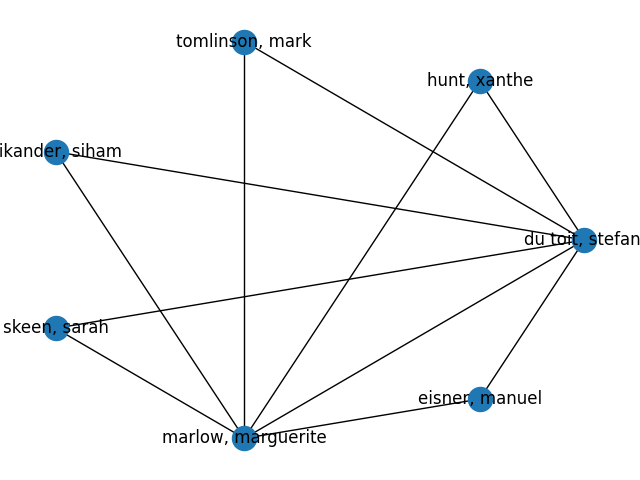 tomlinson, mark
hunt, xanthe
ikander, siham
du toit, stefan
skeen, sarah
eisner, manuel
marlow, marguerite